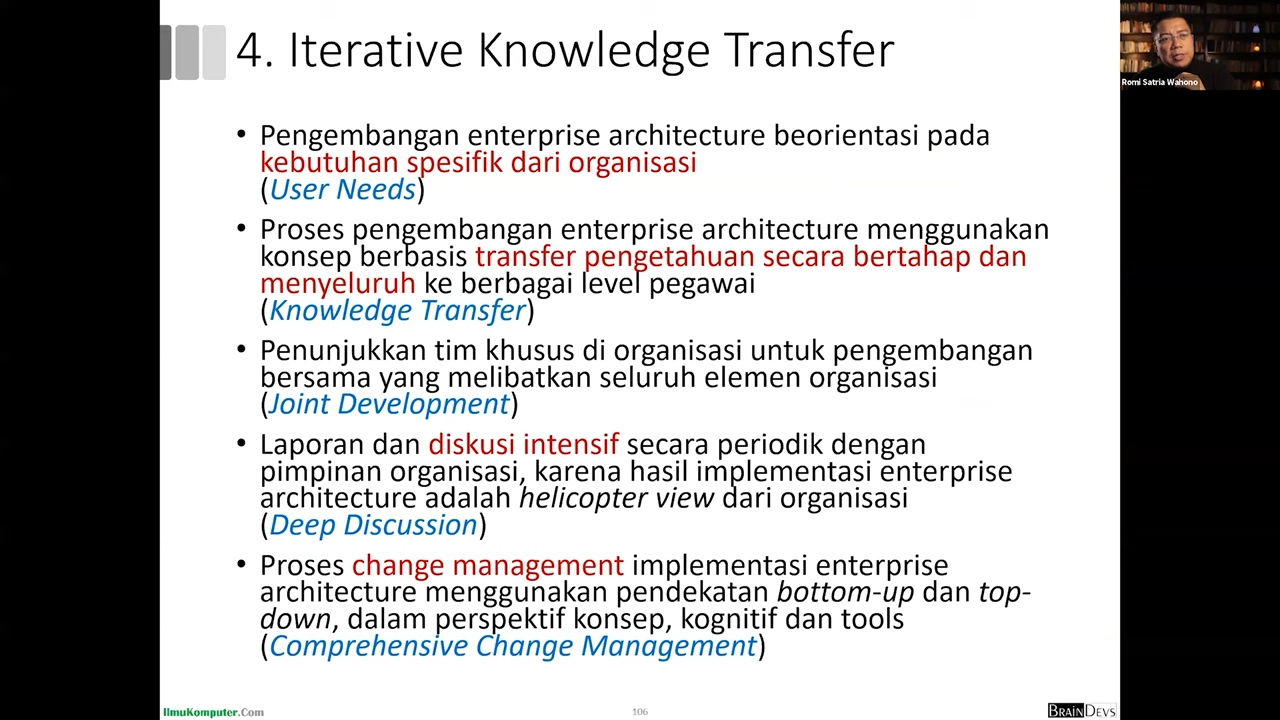 4. Iterative Knowledge Transfer
Romi Satria Wahono
• Pengembangan enterprise architecture beorientasi pada
kebutuhan spesifik dari organisasi
(User Needs)
• Proses pengembangan enterprise architecture menggunakan
konsep berbasis transfer pengetahuan secara bertahap dan
menyeluruh ke berbagai level pegawai
(Knowledge Transfer)
• Penunjukkan tim khusus di organisasi untuk pengembangan
bersama yang melibatkan seluruh elemen organisasi
(Joint Development)
• Laporan dan diskusi intensif secara periodik dengan
pimpinan organisasi, karena hasil implementasi enterprise
architecture adalah helicopter view dari organisasi
(Deep Discussion)
• Proses change management implementasi enterprise
architecture menggunakan pendekatan bottom-up dan top-
down, dalam perspektif konsep, kognitif dan tools
(Comprehensive Change Management)
IlmuKomputer.Com
106
BRAINDEVS